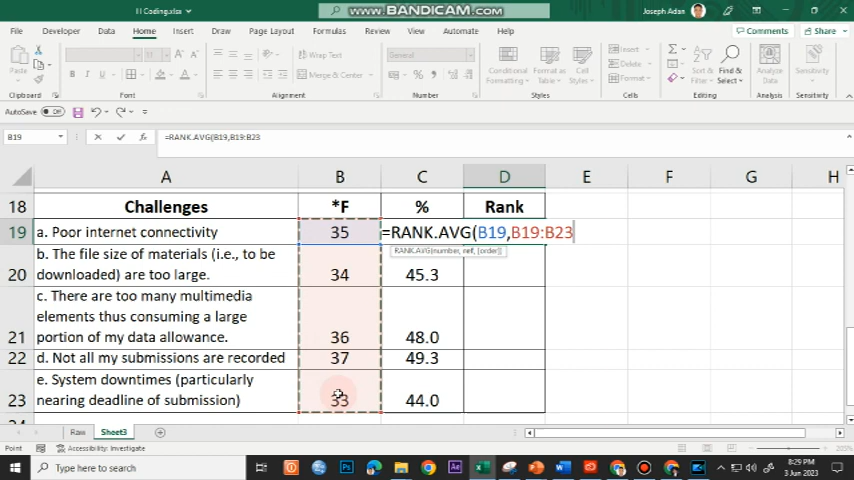 I I Coding.xlsx
www.BANDICAM.com
Joseph Adan
File Developer Home Insert Draw Page Layout Formulas Review View Automation Help
Comments Share
Paste
B I U
Wrap Text
Merge & Center
General
Conditional Formatting
Format as Table
Cell Styles
Insert
Delete
Format
Sort & Filter
Find & Select
Analyze Data
Sensitivity
Clipboard Font Alignment Number Styles Cells Editing Analysis Sensitivity
AutoSave Off
B19 =RANK.AVG(B19,B19:B23
A B C D E F G H
18 Challenges *F % Rank
19 a. Poor internet connectivity 35 =RANK.AVG(B19,B19:B23
RANK.AVG(number, ref, [order])
b. The file size of materials (i.e., to be
20 downloaded) are too large. 34 45.3
c. There are too many multimedia
elements thus consuming a large
21 portion of my data allowance. 36 48.0
22 d. Not all my submissions are recorded 37 49.3
e. System downtimes (particularly
23 nearing deadline of submission) 33 44.0
Raw Sheet3
Point Accessibility: Investigate
Type here to search
8:29 PM
3 Jun 2023